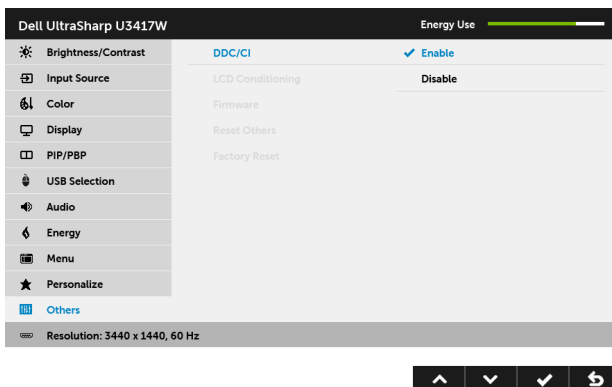 Dell UltraSharp U3417W Energy Use
Brightness/Contrast DDC/CI Enable
Input Source LCD Conditioning Disable
Color Firmware
Display Reset Others
PIP/PBP Factory Reset
USB Selection
Audio
Energy
Menu
Personalize
Others
Resolution: 3440 x 1440, 60 Hz